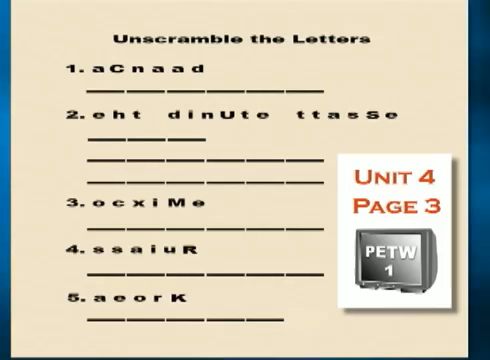 Unscramble the Letters
1. a C n a a d
2. e h t d i n U t e t t a s S e
3. o c x i M e
4. s s a i u R
5. a e o r K
UNIT 4
PAGE 3
PETW
1